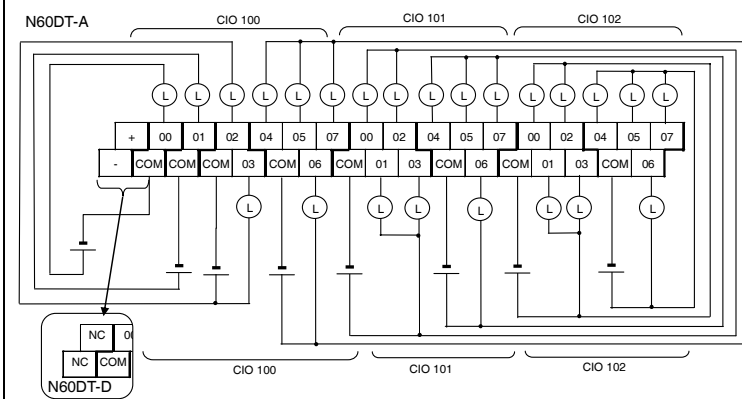 N60DT-A
CIO 100 CIO 101 CIO 102
L L L L L L L L L L L L L L L L
+ 00 01 02 04 05 07 00 02 04 05 07 00 02 04 05 07
- COM COM COM 03 COM 06 COM 01 03 COM 06 COM 01 03 COM 06
L L L L L L L L
NC 00
NC COM
N60DT-D
CIO 100 CIO 101 CIO 102